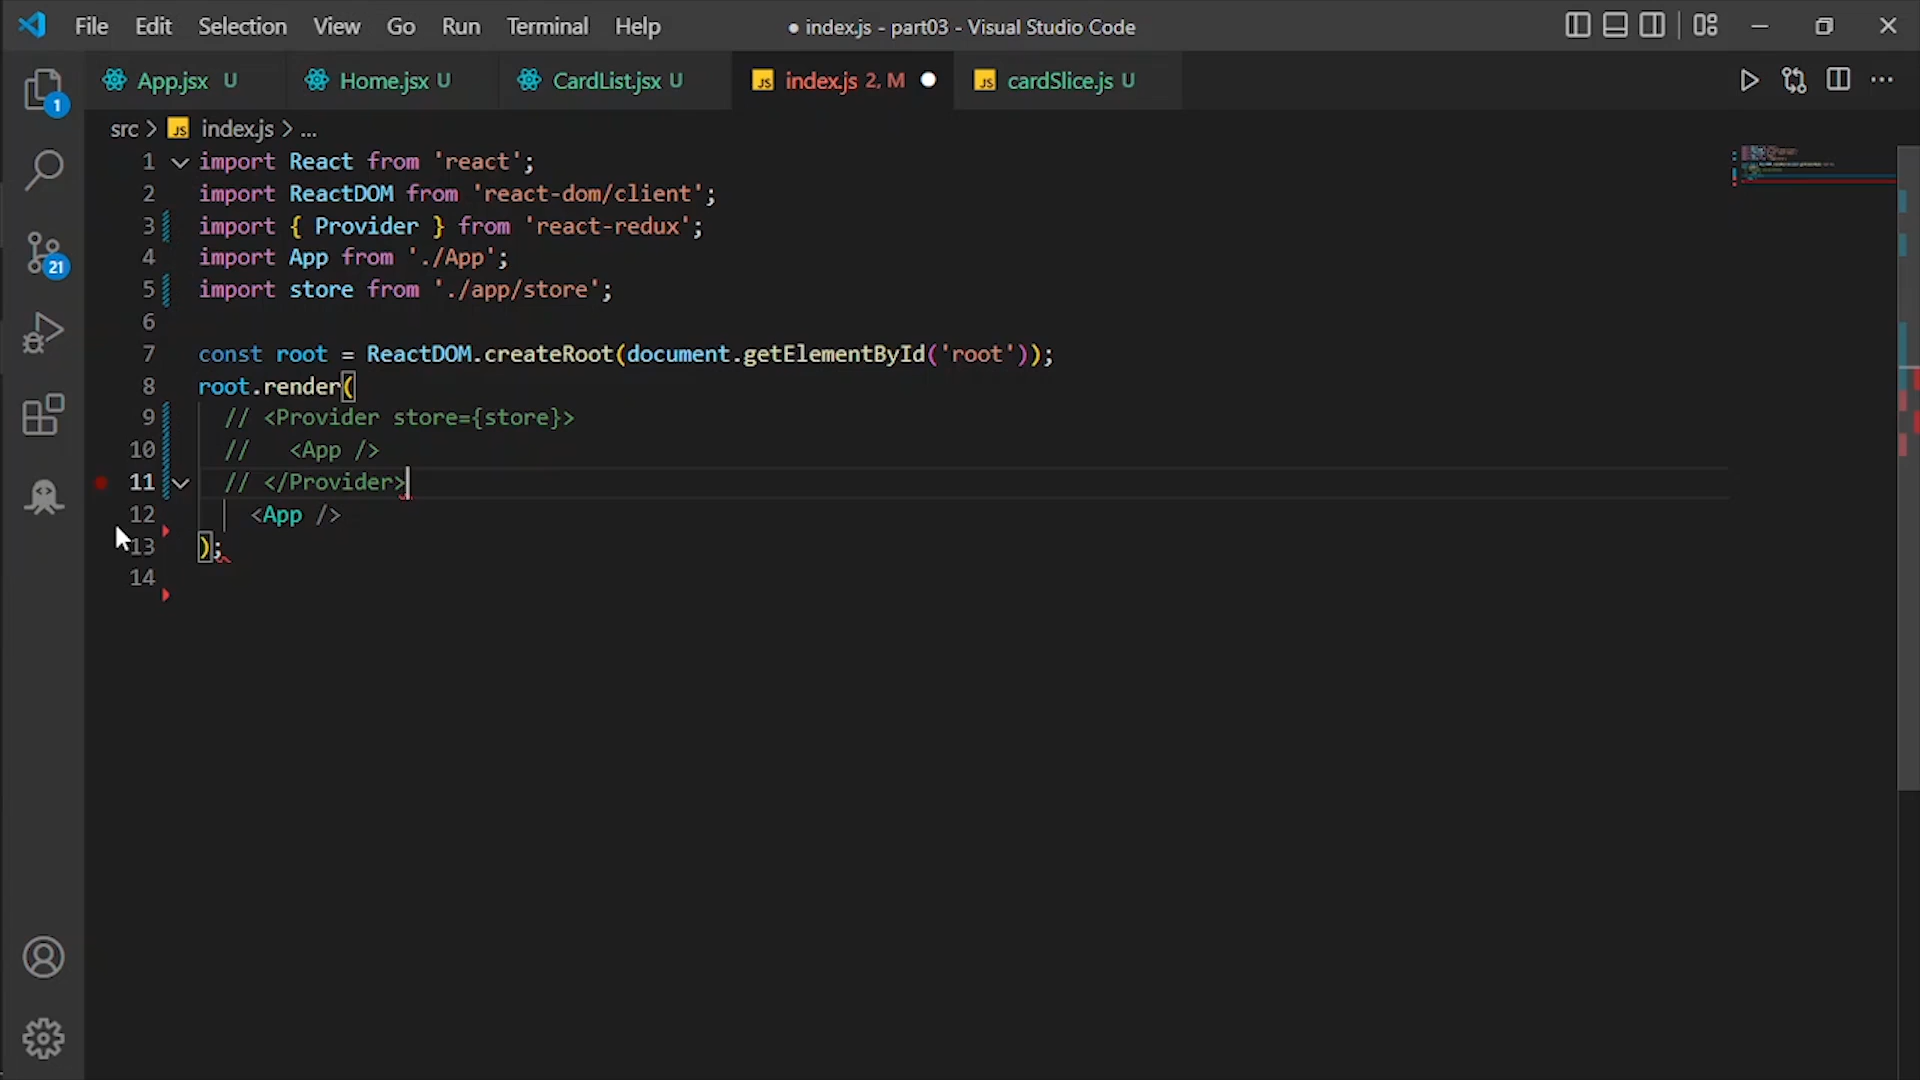 File Edit Selection View Go Run Terminal Help ● index.js - part03 - Visual Studio Code
App.jsx U Home.jsx U CardList.jsx U JS index.js 2, M JS cardSlice.js U
1
21
src > JS index.js > ...
1 import React from 'react';
2 import ReactDOM from 'react-dom/client';
3 import { Provider } from 'react-redux';
4 import App from './App';
5 import store from './app/store';
6
7 const root = ReactDOM.createRoot(document.getElementById('root'));
8 root.render(
9 // <Provider store={store}>
10 //   <App />
11 // </Provider>
12 <App />
13 );
14